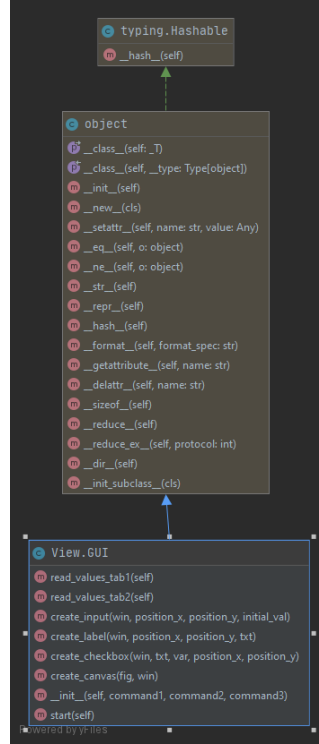 typing.Hashable
__hash__(self)
object
__class__(self: _T)
__class__(self, __type: Type[object])
__init__(self)
__new__(cls)
__setattr__(self, name: str, value: Any)
__eq__(self, o: object)
__ne__(self, o: object)
__str__(self)
__repr__(self)
__hash__(self)
__format__(self, format_spec: str)
__getattribute__(self, name: str)
__delattr__(self, name: str)
__sizeof__(self)
__reduce__(self)
__reduce_ex__(self, protocol: int)
__dir__(self)
__init_subclass__(cls)
View.GUI
read_values_tab1(self)
read_values_tab2(self)
create_input(win, position_x, position_y, initial_val)
create_label(win, position_x, position_y, txt)
create_checkbox(win, txt, var, position_x, position_y)
create_canvas(fig, win)
__init__(self, command1, command2, command3)
start(self)
Powered by yFiles